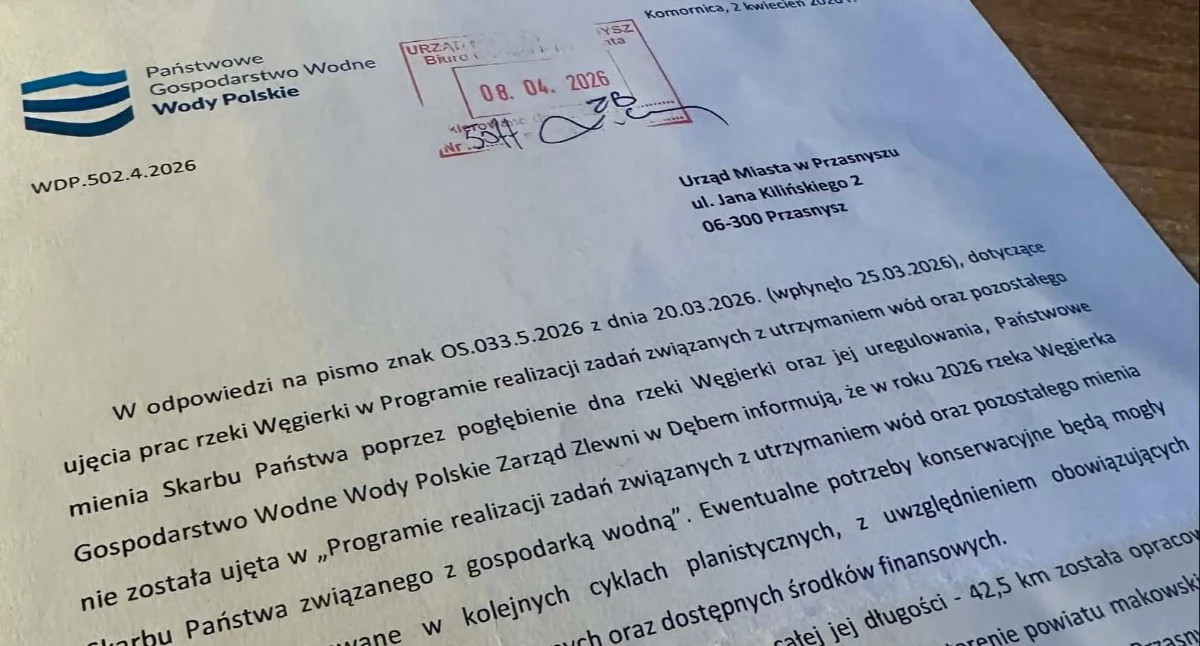 Komornica, 2 kwiecień 2026 r.
Państwowe
Gospodarstwo Wodne
Wody Polskie
Biuro
08. 04. 2026
Nr
WDP.502.4.2026
Urząd Miasta w Przasnyszu
ul. Jana Kilińskiego 2
06-300 Przasnysz
W odpowiedzi na pismo znak OS.033.5.2026 z dnia 20.03.2026. (wpłynęło 25.03.2026), dotyczące
ujęcia prac rzeki Węgierki w Programie realizacji zadań związanych z utrzymaniem wód oraz pozostałego
mienia Skarbu Państwa poprzez pogłębienie dna rzeki Węgierki oraz jej uregulowania, Państwowe
Gospodarstwo Wodne Wody Polskie Zarząd Zlewni w Dębem informują, że w roku 2026 rzeka Węgierka
nie została ujęta w „Programie realizacji zadań związanych z utrzymaniem wód oraz pozostałego mienia
Skarbu Państwa związanego z gospodarką wodną”. Ewentualne potrzeby konserwacyjne będą mogły
w kolejnych cyklach planistycznych, z uwzględnieniem obowiązujących
oraz dostępnych środków finansowych.
całej jej długości - 42,5 km została
powiatu